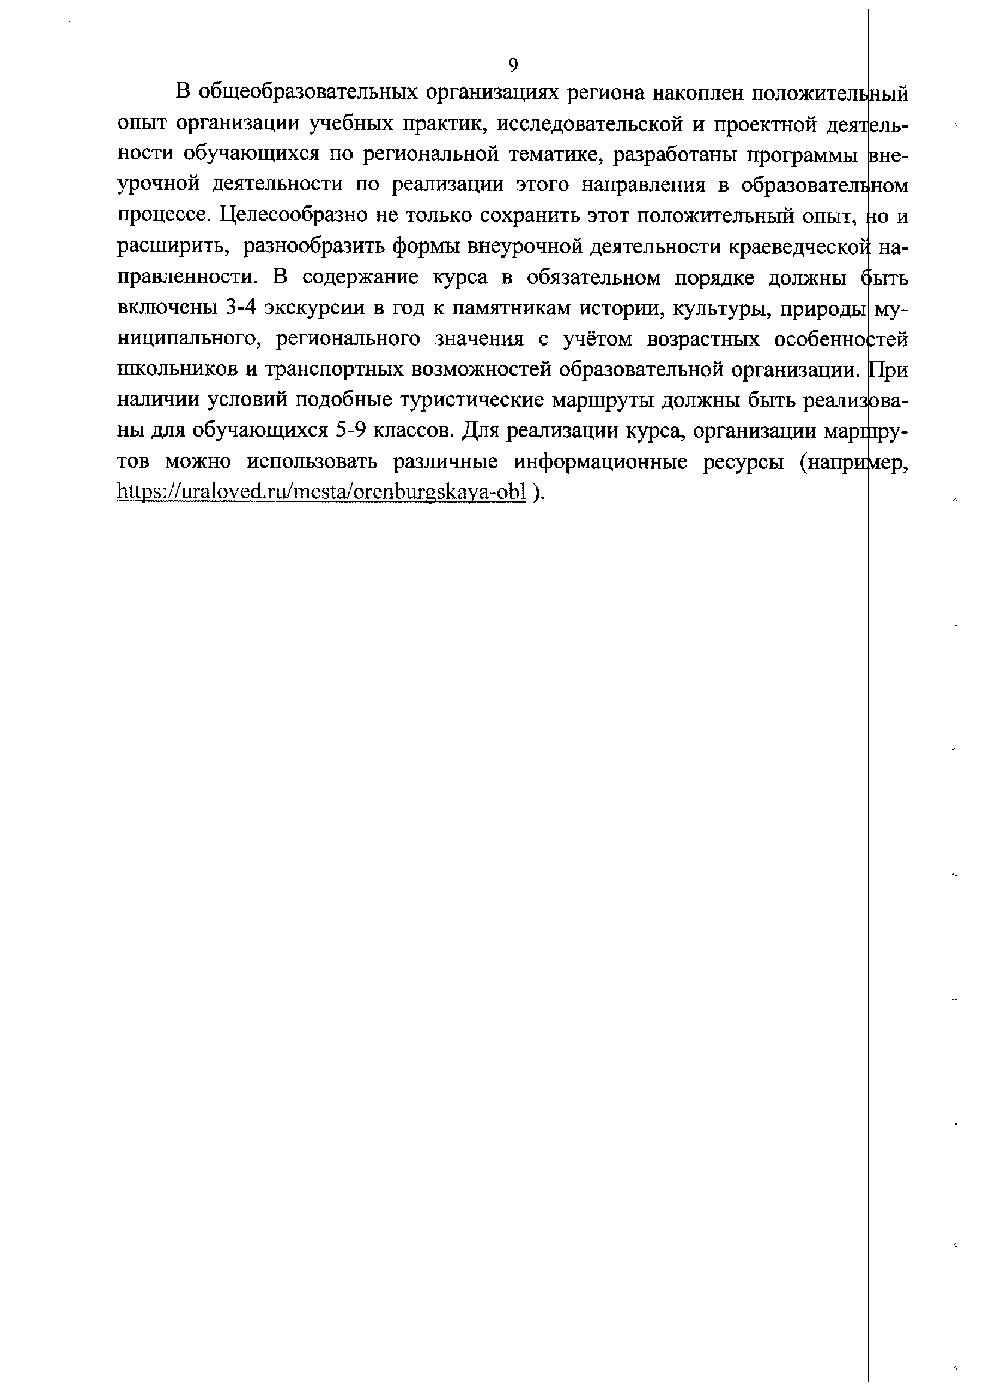 9
В общеобразовательных организациях региона накоплен положительный
опыт организации учебных практик, исследовательской и проектной деятель-
ности обучающихся по региональной тематике, разработаны программы вне-
урочной деятельности по реализации этого направления в образовательном
процессе. Целесообразно не только сохранить этот положительный опыт, но и
расширить, разнообразить формы внеурочной деятельности краеведческой на-
правленности. В содержание курса в обязательном порядке должны быть
включены 3-4 экскурсии в год к памятникам истории, культуры, природы му-
ниципального, регионального значения с учётом возрастных особенностей
школьников и транспортных возможностей образовательной организации. При
наличии условий подобные туристические маршруты должны быть реализова-
ны для обучающихся 5-9 классов. Для реализации курса, организации маршру-
тов можно использовать различные информационные ресурсы (например,
https://uraloved.ru/mesta/orenburgskaya-obl ).